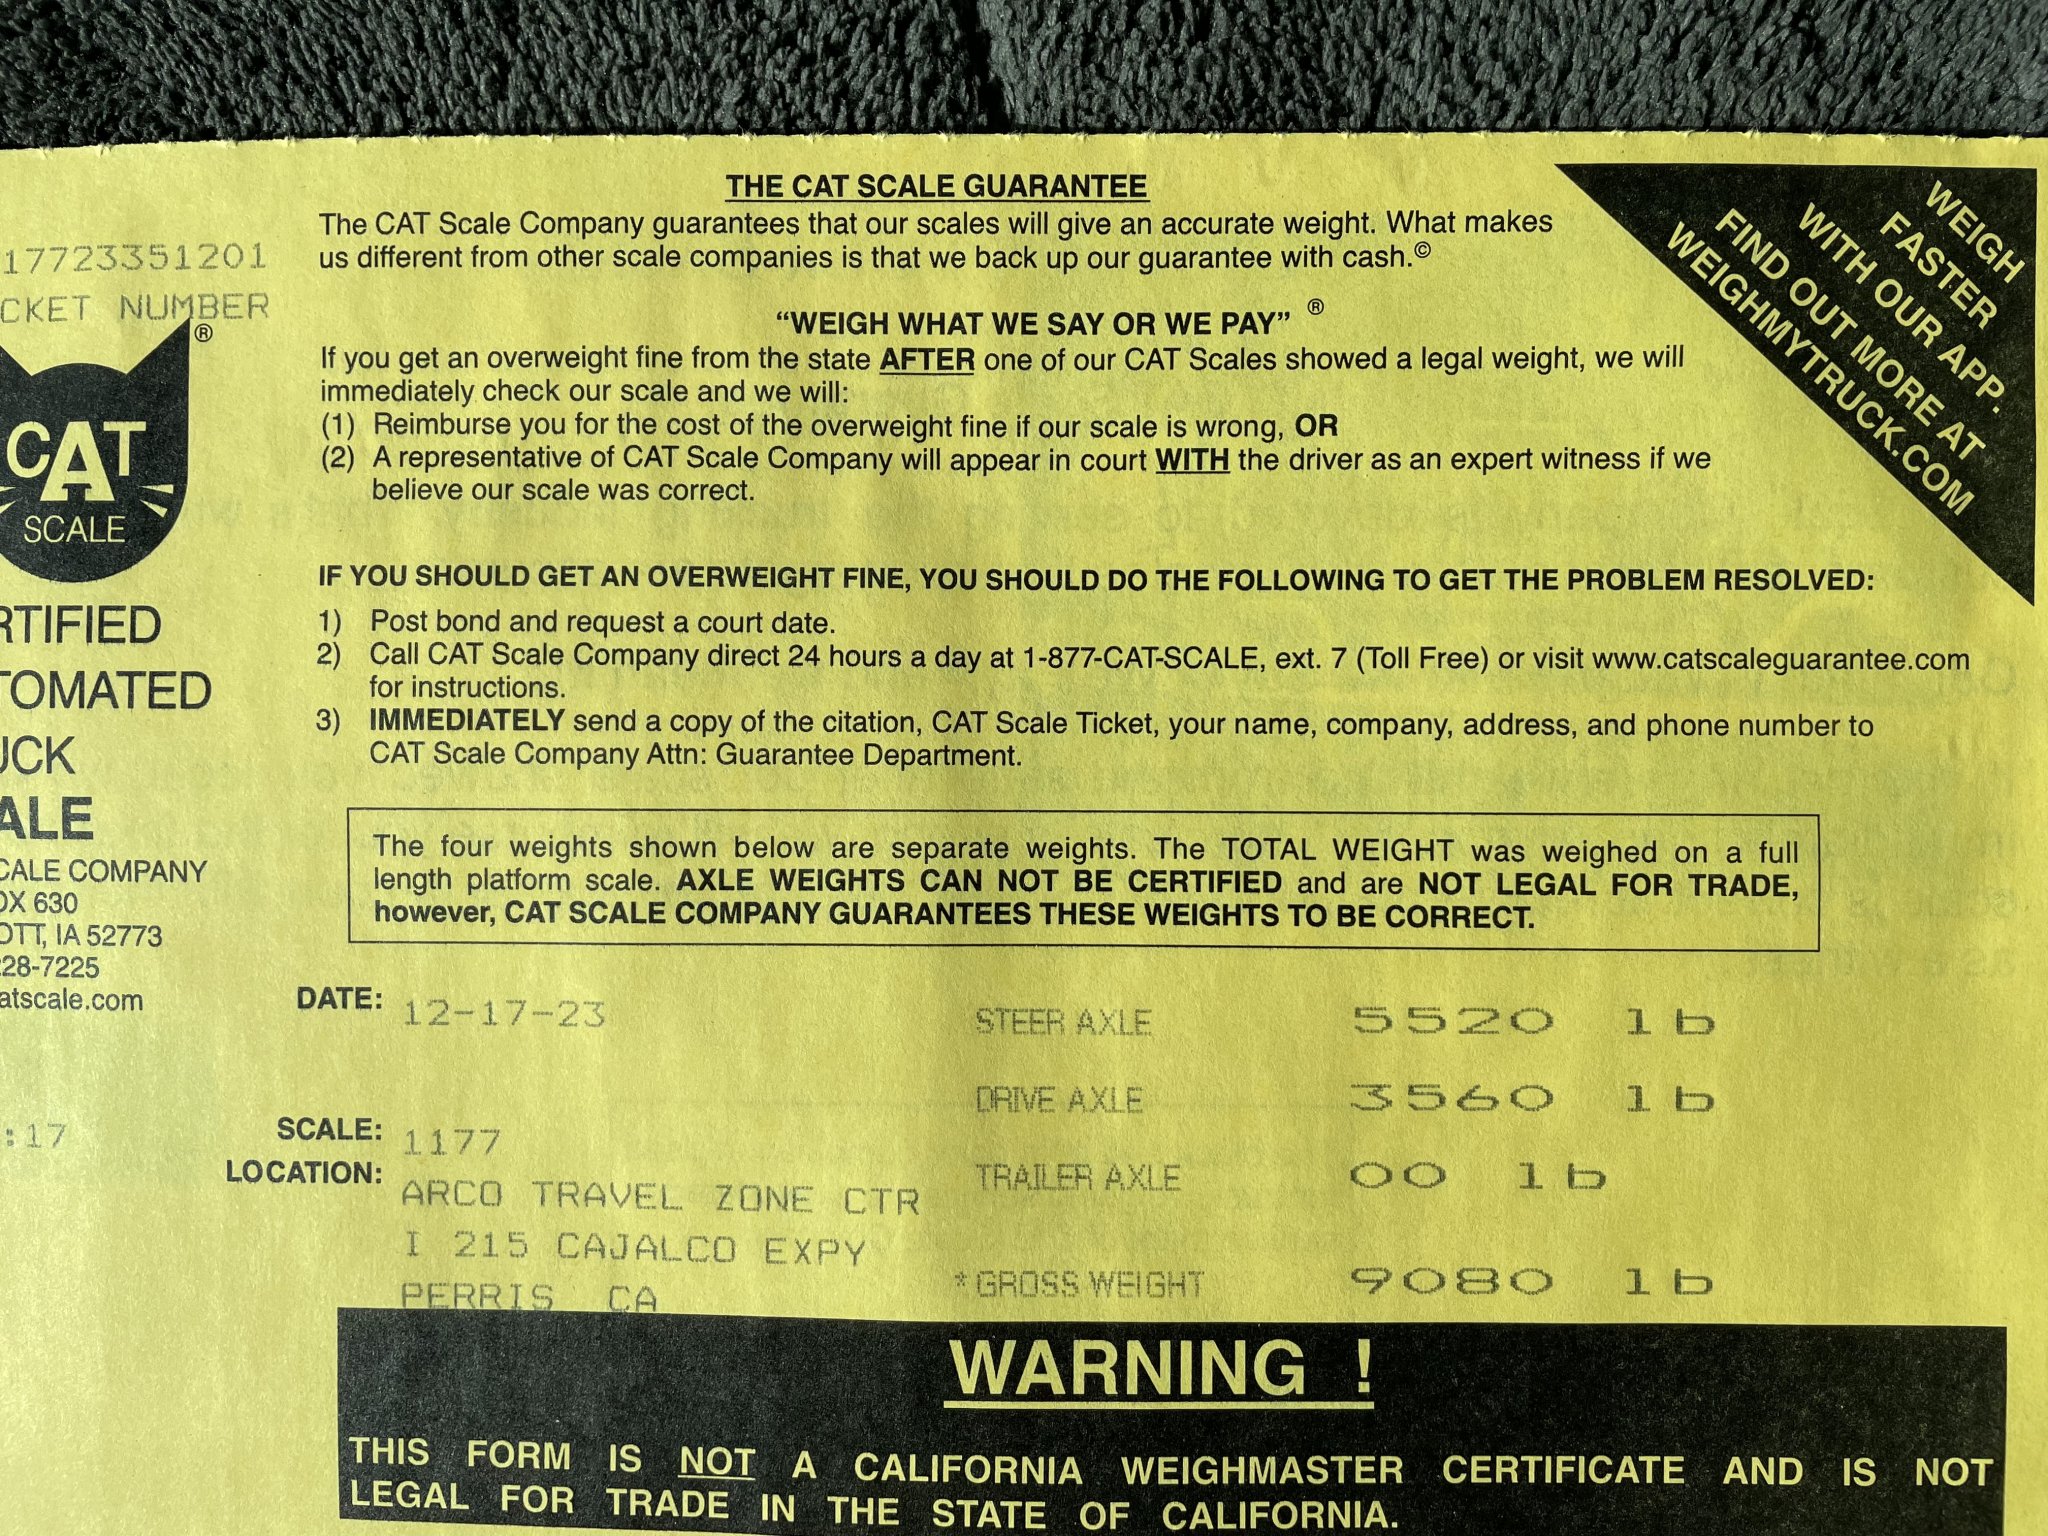 THE CAT SCALE GUARANTEE
The CAT Scale Company guarantees that our scales will give an accurate weight. What makes
us different from other scale companies is that we back up our guarantee with cash.©
"WEIGH WHAT WE SAY OR WE PAY" ®
If you get an overweight fine from the state AFTER one of our CAT Scales showed a legal weight, we will
immediately check our scale and we will:
(1) Reimburse you for the cost of the overweight fine if our scale is wrong, OR
(2) A representative of CAT Scale Company will appear in court WITH the driver as an expert witness if we
believe our scale was correct.
WEIGH
FASTER
WITH OUR APP.
FIND OUT MORE AT
WEIGHMYTRUCK.COM
17723351201
CKET NUMBER
®
CAT
SCALE
RTIFIED
TOMATED
UCK
ALE
CALE COMPANY
OX 630
OTT, IA 52773
228-7225
atscale.com
:17
IF YOU SHOULD GET AN OVERWEIGHT FINE, YOU SHOULD DO THE FOLLOWING TO GET THE PROBLEM RESOLVED:
1) Post bond and request a court date.
2) Call CAT Scale Company direct 24 hours a day at 1-877-CAT-SCALE, ext. 7 (Toll Free) or visit www.catscaleguarantee.com
for instructions.
3) IMMEDIATELY send a copy of the citation, CAT Scale Ticket, your name, company, address, and phone number to
CAT Scale Company Attn: Guarantee Department.
The four weights shown below are separate weights. The TOTAL WEIGHT was weighed on a full
length platform scale. AXLE WEIGHTS CAN NOT BE CERTIFIED and are NOT LEGAL FOR TRADE,
however, CAT SCALE COMPANY GUARANTEES THESE WEIGHTS TO BE CORRECT.
DATE: 12-17-23
SCALE: 1177
LOCATION: ARCO TRAVEL ZONE CTR
I 215 CAJALCO EXPY
PERRIS CA
STEER AXLE 5520 lb
DRIVE AXLE 3560 lb
TRAILER AXLE 00 lb
*GROSS WEIGHT 9080 lb
WARNING !
THIS FORM IS NOT A CALIFORNIA WEIGHMASTER CERTIFICATE AND IS NOT
LEGAL FOR TRADE IN THE STATE OF CALIFORNIA.